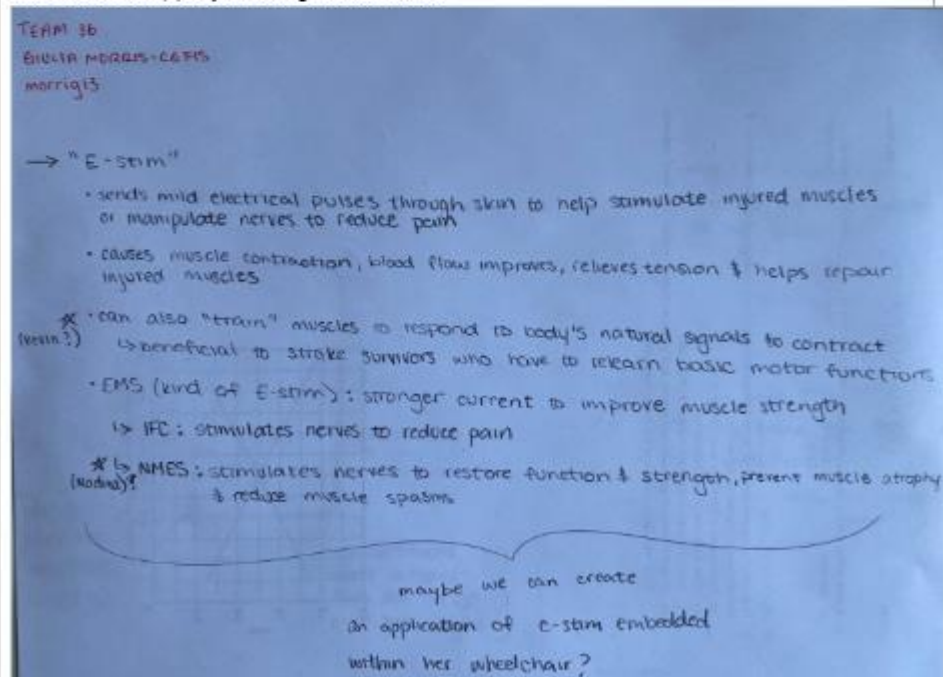 TEAM 36
GIULIA MORRIS-
morrigi3
→ "E-stim"
• sends mild electrical pulses through skin to help stimulate injured muscles
or manipulate nerves to reduce pain
• causes muscle contraction, blood flow improves, relieves tension & helps repair
injured muscles
☆ • can also "train" muscles to respond to body's natural signals to contract
(Kevin?) ↳ beneficial to stroke survivors who have to relearn basic motor functions
• EMS (kind of E-stim): stronger current to improve muscle strength
↳ IFC: stimulates nerves to reduce pain
☆ ↳ NMES: stimulates nerves to restore function & strength, prevent muscle atrophy
(Nadine)? & reduce muscle spasms
maybe we can create
an application of e-stim embedded
within her wheelchair?